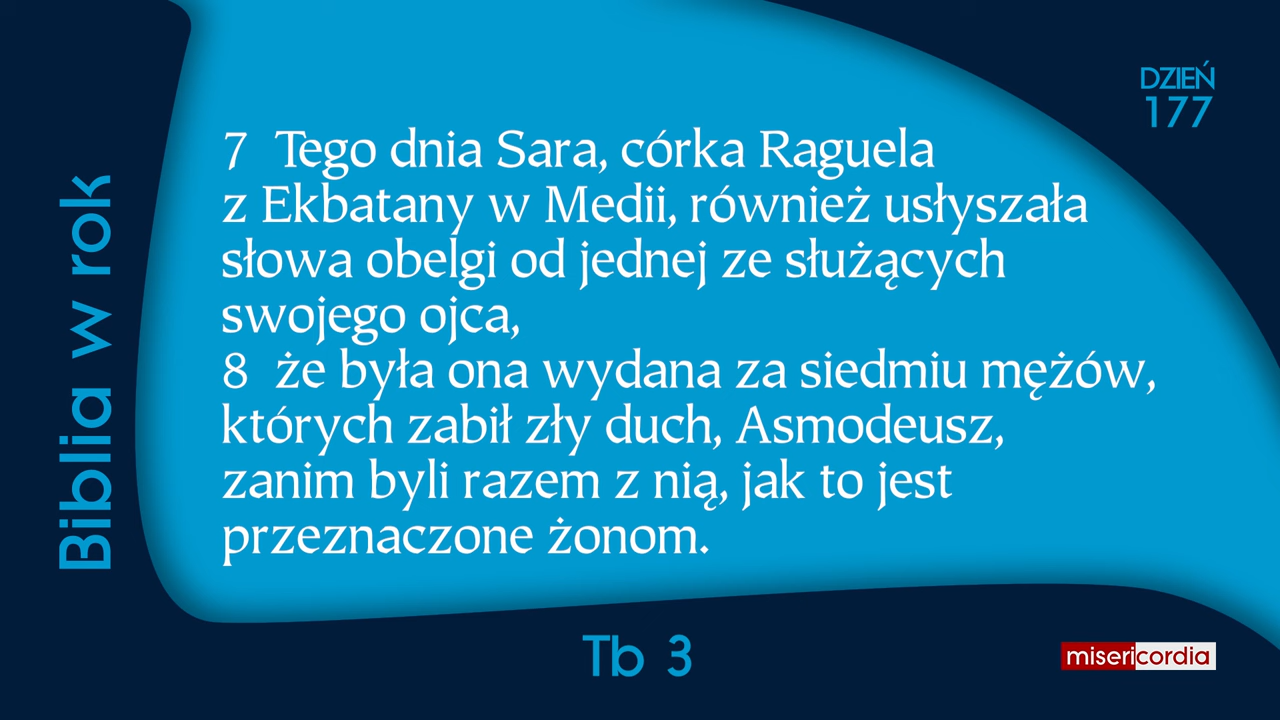 DZIEŃ
177
7 Tego dnia Sara, córka Raguela
z Ekbatany w Medii, również usłyszała
słowa obelgi od jednej ze służących
swojego ojca,
8 że była ona wydana za siedmiu mężów,
których zabił zły duch, Asmodeusz,
zanim byli razem z nią, jak to jest
przeznaczone żonom.
Biblia w rok
Tb 3
misericordia